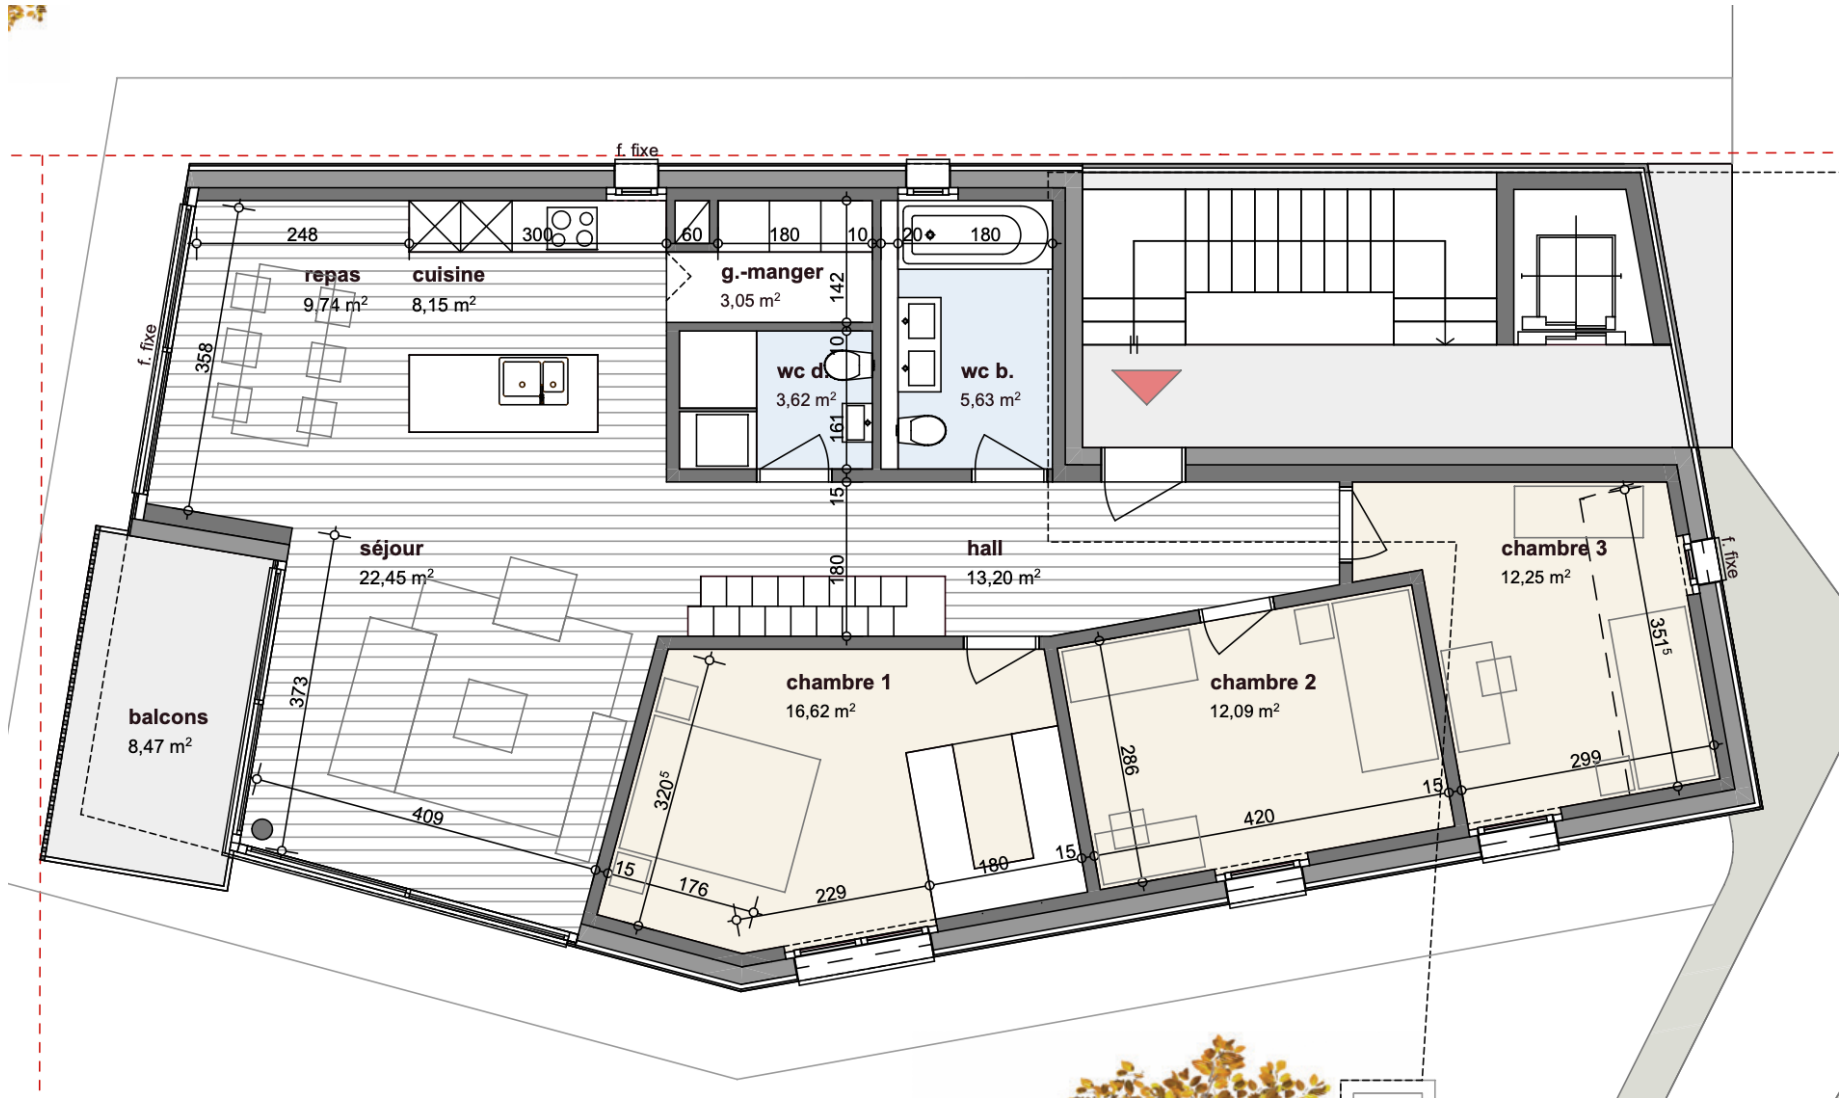 f. fixe
248
300
60
180
10
20
180
repas
9,74 m²
cuisine
8,15 m²
g.-manger
3,05 m²
142
f. fixe
358
10
wc d.
3,62 m²
wc b.
5,63 m²
161
15
séjour
22,45 m²
180
hall
13,20 m²
chambre 3
12,25 m²
f. fixe
351⁵
balcons
8,47 m²
373
chambre 1
16,62 m²
chambre 2
12,09 m²
320⁵
286
299
409
15
176
229
180
15
420
15